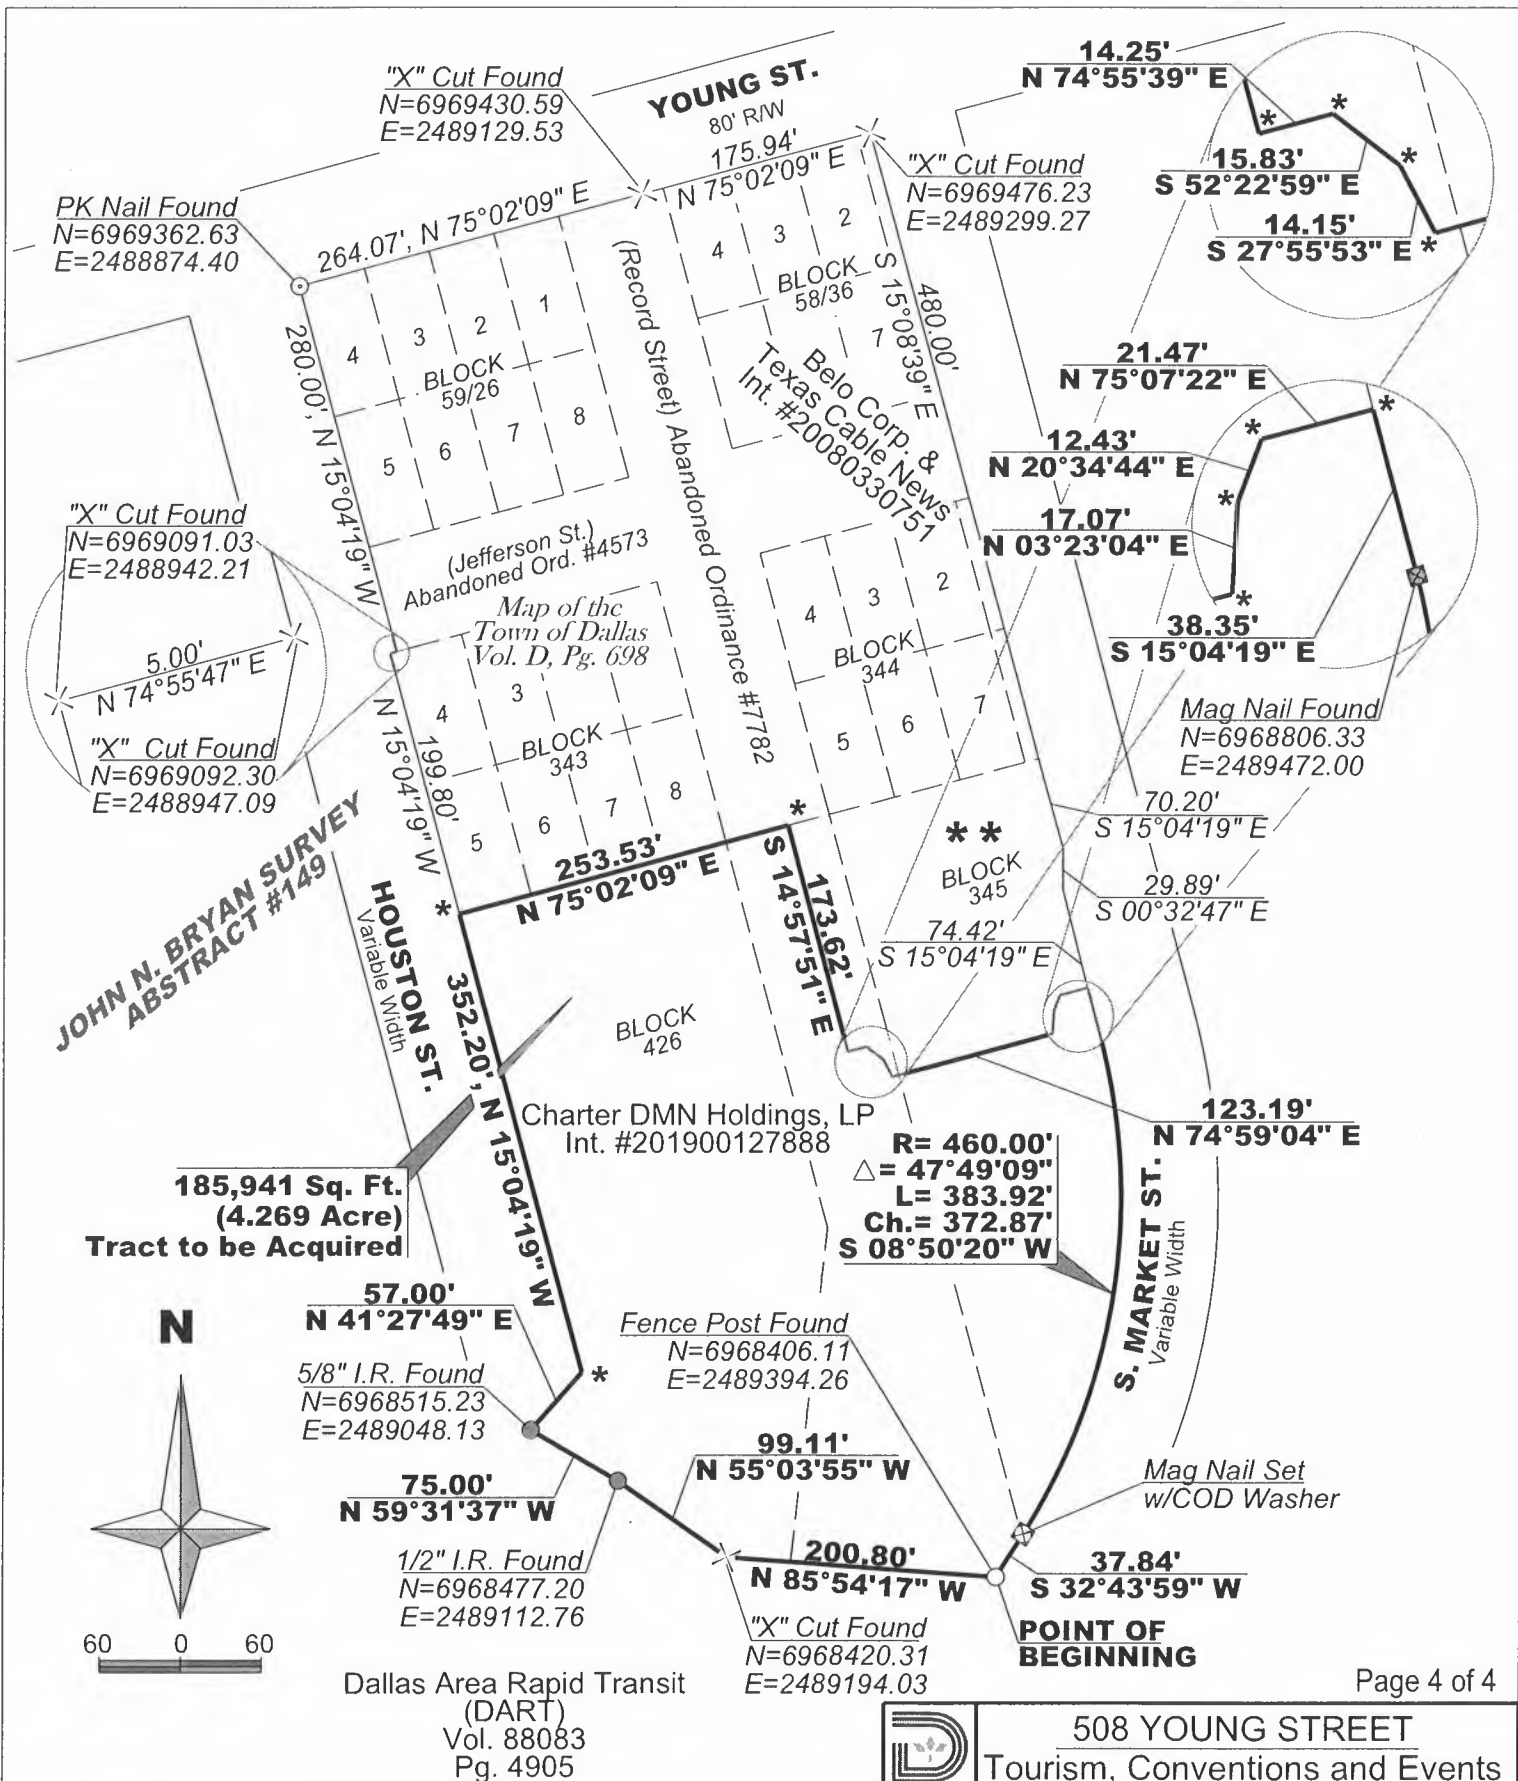 "X" Cut Found
N=6969430.59
E=2489129.53
YOUNG ST.
80' R/W
175.94'
N 75°02'09" E
"X" Cut Found
N=6969476.23
E=2489299.27
14.25'
N 74°55'39" E
*
*
15.83'
*
S 52°22'59" E
14.15'
S 27°55'53" E
*
PK Nail Found
N=6969362.63
E=2488874.40
264.07', N 75°02'09" E
280.00', N 15°04'19" W
4
3
2
1
BLOCK
59/26
5
6
7
8
(Record Street) Abandoned Ordinance #7782
4
3
2
BLOCK
58/36
7
480.00'
S 15°08'39" E
Belo Corp. &
Texas Cable News
Int. #20080330751
21.47'
N 75°07'22" E
*
*
12.43'
N 20°34'44" E
*
17.07'
N 03°23'04" E
*
38.35'
S 15°04'19" E
Mag Nail Found
N=6968806.33
E=2489472.00
"X" Cut Found
N=6969091.03
E=2488942.21
5.00'
N 74°55'47" E
"X" Cut Found
N=6969092.30
E=2488947.09
(Jefferson St.)
Abandoned Ord. #4573
Map of the
Town of Dallas
Vol. D, Pg. 698
4
3
BLOCK
343
5
6
7
8
4
3
2
BLOCK
344
5
6
7
199.80'
N 15°04'19" W
70.20'
S 15°04'19" E
29.89'
S 00°32'47" E
* *
BLOCK
345
74.42'
S 15°04'19" E
JOHN N. BRYAN SURVEY
ABSTRACT #149
HOUSTON ST.
Variable Width
*
253.53'
N 75°02'09" E
*
173.62'
S 14°57'51" E
352.20', N 15°04'19" W
BLOCK
426
Charter DMN Holdings, LP
Int. #201900127888
123.19'
N 74°59'04" E
R= 460.00'
△= 47°49'09"
L= 383.92'
Ch.= 372.87'
S 08°50'20" W
S. MARKET ST.
Variable Width
185,941 Sq. Ft.
(4.269 Acre)
Tract to be Acquired
57.00'
N 41°27'49" E
*
N
5/8" I.R. Found
N=6968515.23
E=2489048.13
Fence Post Found
N=6968406.11
E=2489394.26
75.00'
N 59°31'37" W
99.11'
N 55°03'55" W
Mag Nail Set
w/COD Washer
1/2" I.R. Found
N=6968477.20
E=2489112.76
200.80'
N 85°54'17" W
37.84'
S 32°43'59" W
"X" Cut Found
N=6968420.31
E=2489194.03
POINT OF
BEGINNING
60 0 60
Dallas Area Rapid Transit
(DART)
Vol. 88083
Pg. 4905
Page 4 of 4
508 YOUNG STREET
Tourism, Conventions and Events